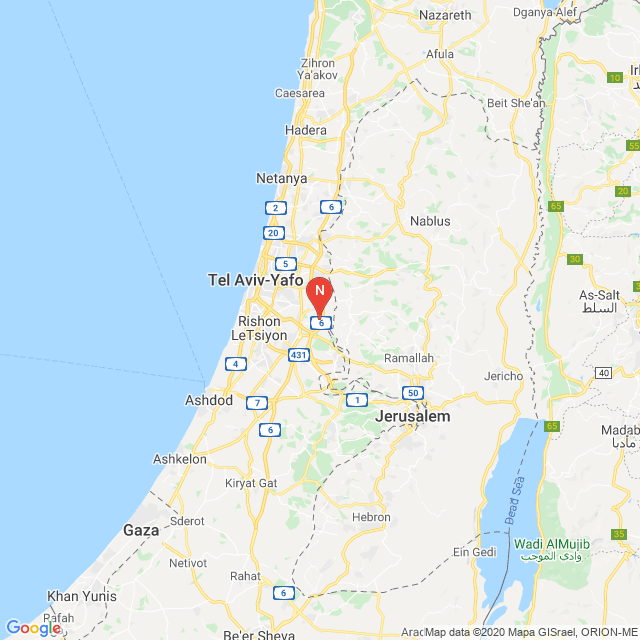 Nazareth
Dganya Alef
Afula
Zihron
Ya'akov
10
Caesarea
Beit She'an
Hadera
55
Netanya
20
2
6
65
Nablus
20
5
30
Tel Aviv-Yafo
N
As-Salt
السلط
Rishon
LeTsiyon
6
431
Ramallah
4
Jericho
40
50
Ashdod
7
1
Jerusalem
6
65
Madab
مادبا
Ashkelon
Kiryat Gat
Dead Sea
Hebron
Gaza
Sderot
35
Wadi AlMujib
وادي الموجب
Ein Gedi
Netivot
Rahat
Khan Yunis
6
Rafah
Google
Be'er Sheva
Arad
Map data ©2020 Mapa GISrael, ORION-ME